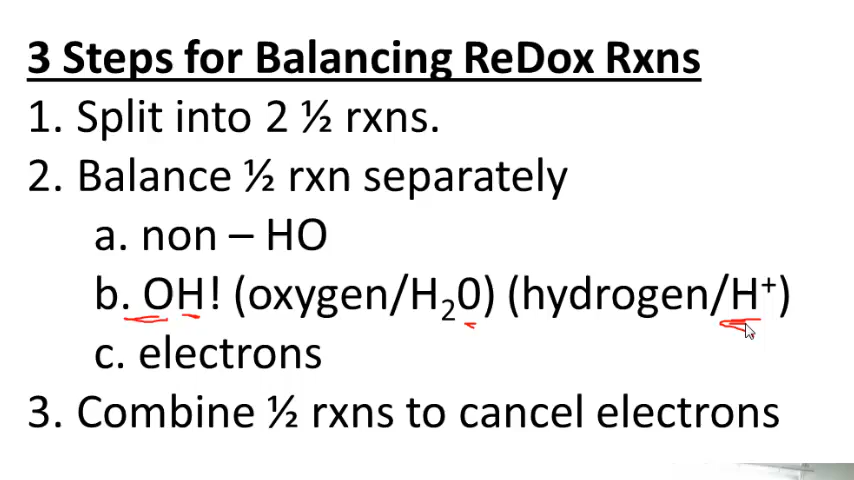 3 Steps for Balancing ReDox Rxns
1. Split into 2 ½ rxns.
2. Balance ½ rxn separately
a. non – HO
b. OH! (oxygen/H₂0) (hydrogen/H⁺)
c. electrons
3. Combine ½ rxns to cancel electrons